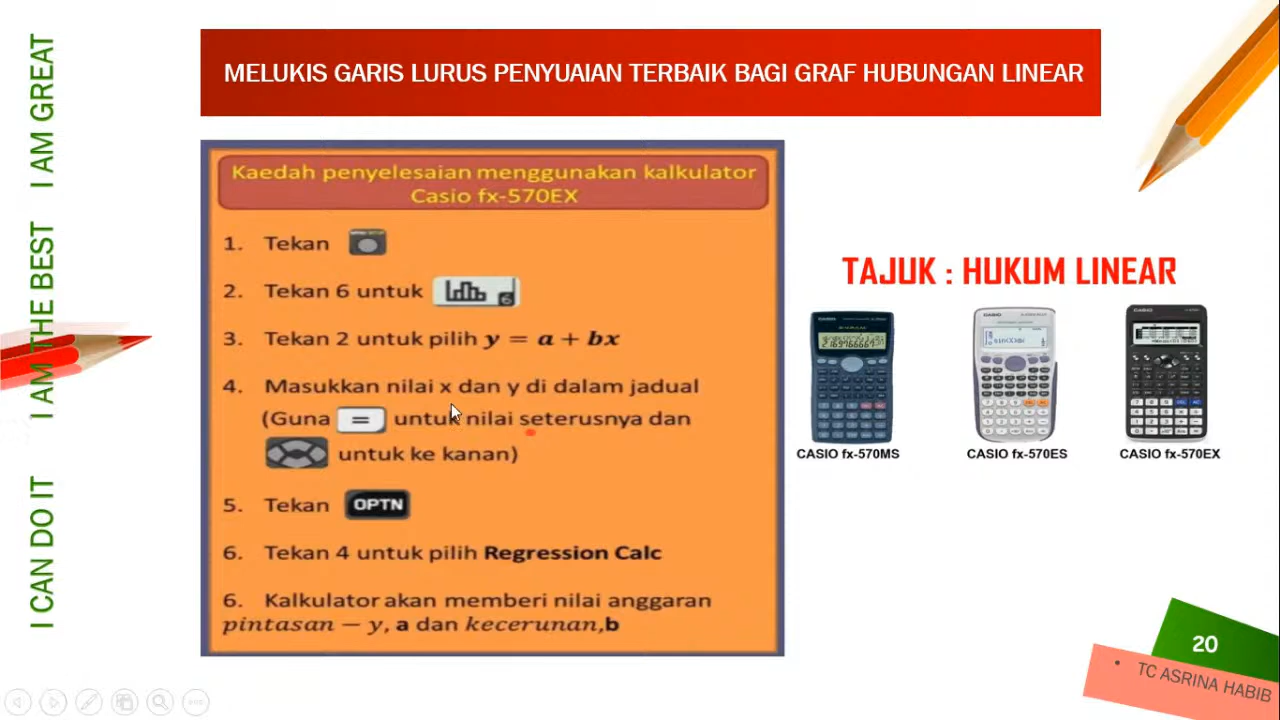 MELUKIS GARIS LURUS PENYUAIAN TERBAIK BAGI GRAF HUBUNGAN LINEAR
I AM GREAT
I AM THE BEST
I CAN DO IT
Kaedah penyelesaian menggunakan kalkulator
Casio fx-570EX
1. Tekan
2. Tekan 6 untuk 6
3. Tekan 2 untuk pilih y = a + bx
4. Masukkan nilai x dan y di dalam jadual
(Guna = untuk nilai seterusnya dan
untuk ke kanan)
5. Tekan OPTN
6. Tekan 4 untuk pilih Regression Calc
6. Kalkulator akan memberi nilai anggaran
pintasan − y, a dan kecerunan,b
TAJUK : HUKUM LINEAR
CASIO fx-570MS
CASIO fx-570ES
CASIO fx-570EX
20
• TC ASRINA HABIB